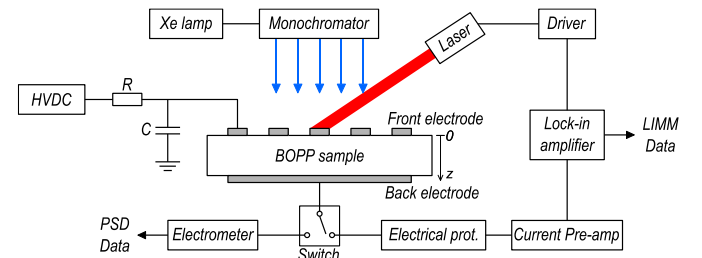 Xe lamp
Monochromator
Laser
Driver
HVDC
R
C
Front electrode
0
BOPP sample
z
Back electrode
Lock-in
amplifier
LIMM
Data
PSD
Data
Electrometer
Switch
Electrical prot.
Current Pre-amp